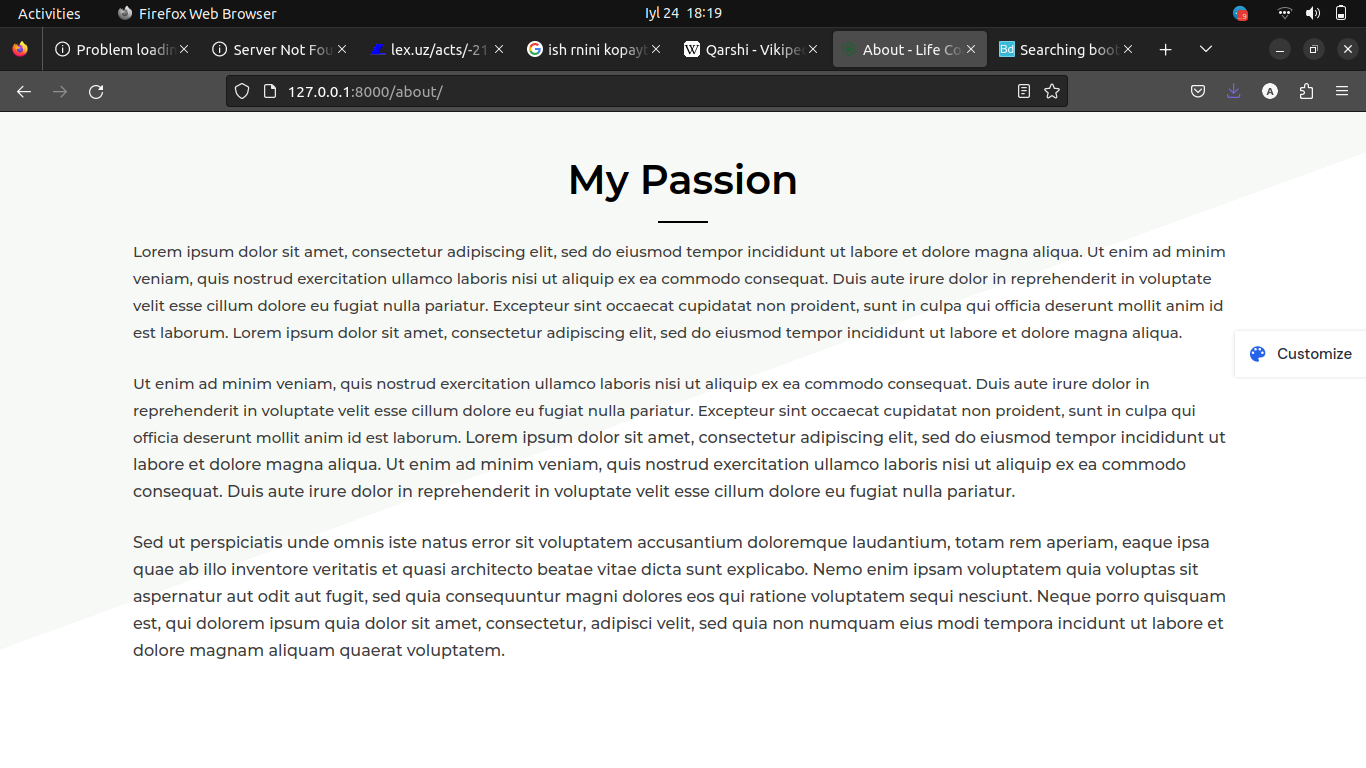 Activities Firefox Web Browser Iyl 24 18:19 9
Problem loadin Server Not Fou lex.uz/acts/-21 ish rnini kopayt W Qarshi - Vikipe About - Life Co Bd Searching boot
127.0.0.1:8000/about/ A
My Passion
Lorem ipsum dolor sit amet, consectetur adipiscing elit, sed do eiusmod tempor incididunt ut labore et dolore magna aliqua. Ut enim ad minim
veniam, quis nostrud exercitation ullamco laboris nisi ut aliquip ex ea commodo consequat. Duis aute irure dolor in reprehenderit in voluptate
velit esse cillum dolore eu fugiat nulla pariatur. Excepteur sint occaecat cupidatat non proident, sunt in culpa qui officia deserunt mollit anim id
est laborum. Lorem ipsum dolor sit amet, consectetur adipiscing elit, sed do eiusmod tempor incididunt ut labore et dolore magna aliqua.
Customize
Ut enim ad minim veniam, quis nostrud exercitation ullamco laboris nisi ut aliquip ex ea commodo consequat. Duis aute irure dolor in
reprehenderit in voluptate velit esse cillum dolore eu fugiat nulla pariatur. Excepteur sint occaecat cupidatat non proident, sunt in culpa qui
officia deserunt mollit anim id est laborum. Lorem ipsum dolor sit amet, consectetur adipiscing elit, sed do eiusmod tempor incididunt ut
labore et dolore magna aliqua. Ut enim ad minim veniam, quis nostrud exercitation ullamco laboris nisi ut aliquip ex ea commodo
consequat. Duis aute irure dolor in reprehenderit in voluptate velit esse cillum dolore eu fugiat nulla pariatur.
Sed ut perspiciatis unde omnis iste natus error sit voluptatem accusantium doloremque laudantium, totam rem aperiam, eaque ipsa
quae ab illo inventore veritatis et quasi architecto beatae vitae dicta sunt explicabo. Nemo enim ipsam voluptatem quia voluptas sit
aspernatur aut odit aut fugit, sed quia consequuntur magni dolores eos qui ratione voluptatem sequi nesciunt. Neque porro quisquam
est, qui dolorem ipsum quia dolor sit amet, consectetur, adipisci velit, sed quia non numquam eius modi tempora incidunt ut labore et
dolore magnam aliquam quaerat voluptatem.